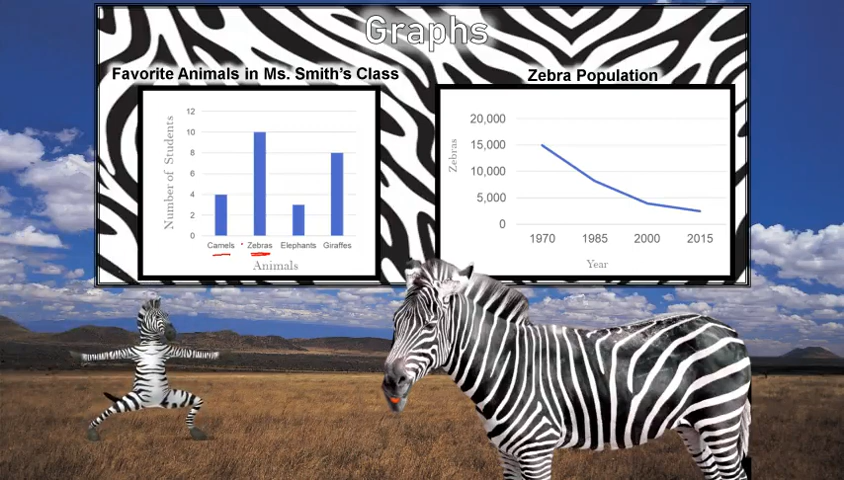 Graphs
Favorite Animals in Ms. Smith's Class
Number of Students
12
10
8
6
4
2
0
Camels
Zebras
Elephants
Giraffes
Animals
Zebra Population
Zebras
20,000
15,000
10,000
5,000
0
1970
1985
2000
2015
Year